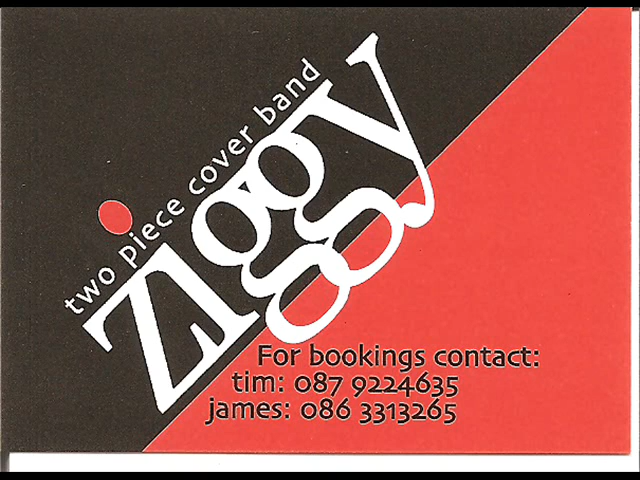 two piece cover band
ziggy
For bookings contact:
tim: 087 9224635
james: 086 3313265